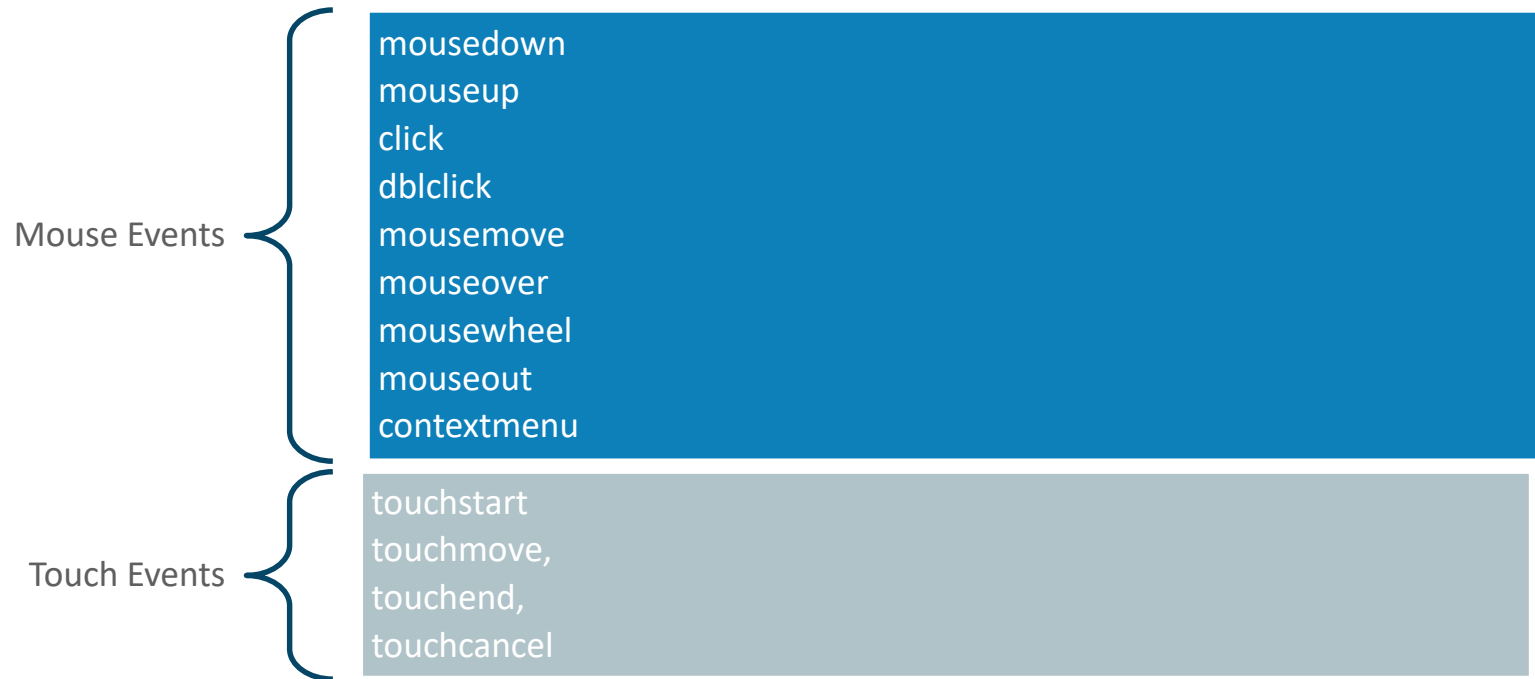 Mouse Events
mousedown
mouseup
click
dblclick
mousemove
mouseover
mousewheel
mouseout
contextmenu
Touch Events
touchstart
touchmove,
touchend,
touchcancel